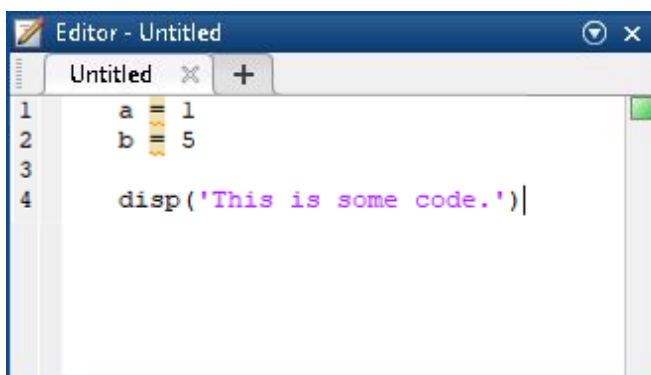 Editor - Untitled
Untitled
1 a = 1
2 b = 5
3
4 disp('This is some code.')